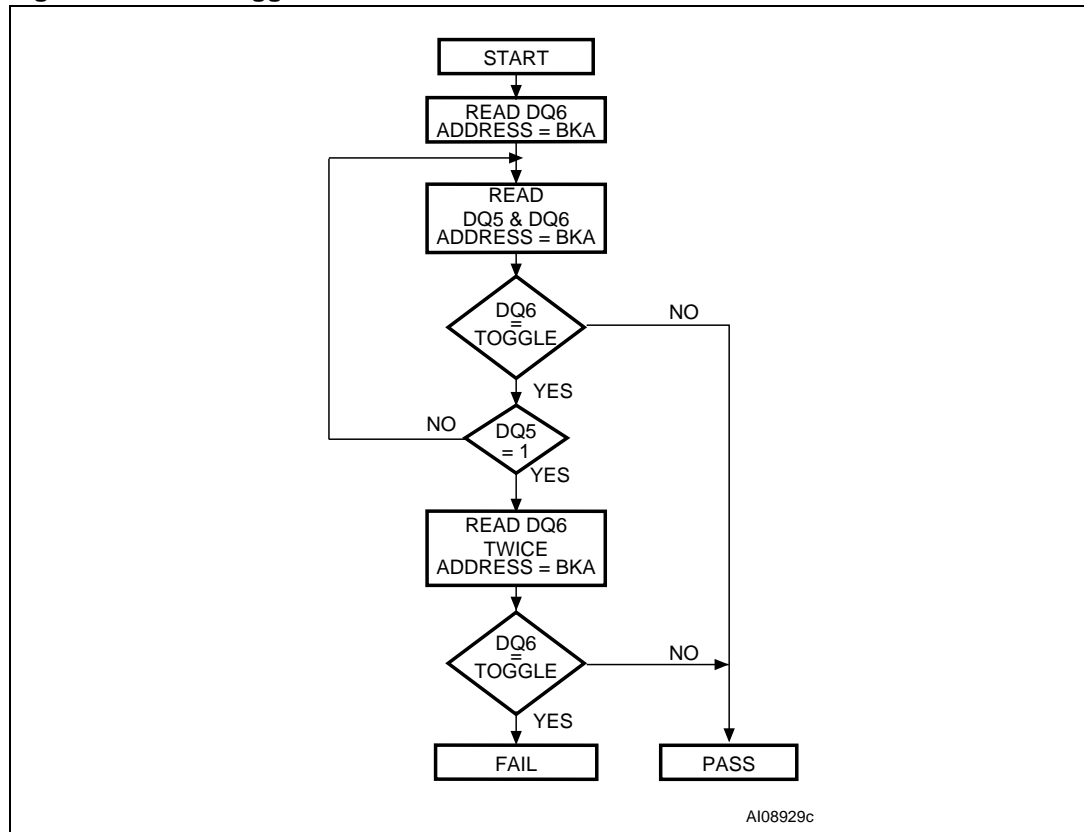 START
READ DQ6
ADDRESS = BKA
READ
DQ5 & DQ6
ADDRESS = BKA
DQ6
=
TOGGLE
NO
YES
NO
DQ5
= 1
YES
READ DQ6
TWICE
ADDRESS = BKA
DQ6
=
TOGGLE
NO
YES
FAIL
PASS
AI08929c